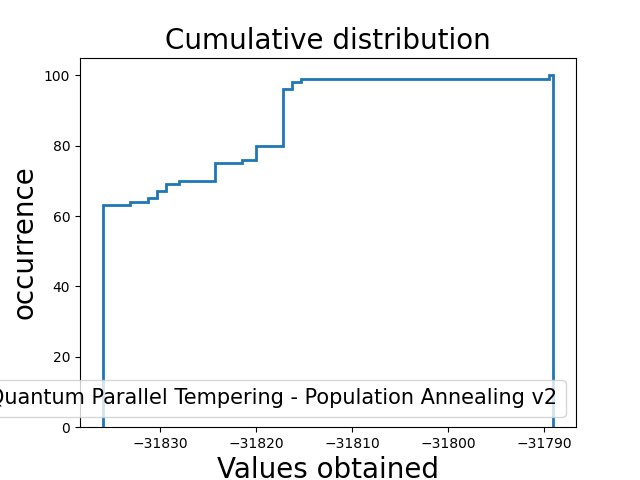 Cumulative distribution
occurrence
100
80
60
40
20
0
Quantum Parallel Tempering - Population Annealing v2
−31830 −31820 −31810 −31800 −31790
Values obtained